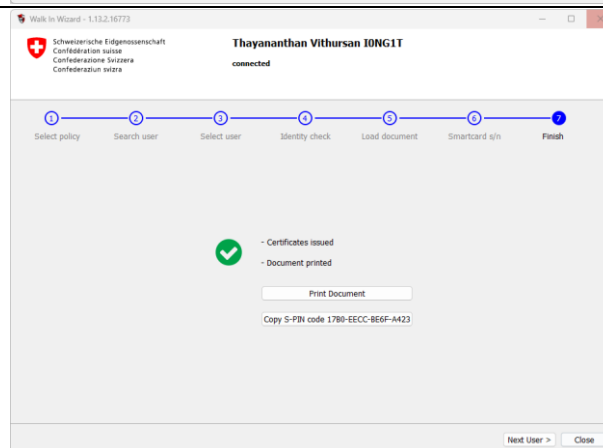 Walk In Wizard - 1.13.2.16773
Schweizerische Eidgenossenschaft
Confédération suisse
Confederazione Svizzera
Confederaziun svizra
Thayananthan Vithursan I0NG1T
connected
1 2 3 4 5 6 7
Select policy Search user Select user Identity check Load document Smartcard s/n Finish
- Certificates issued
- Document printed
Print Document
Copy S-PIN code 17B0-EECC-BE6F-A423
Next User > Close